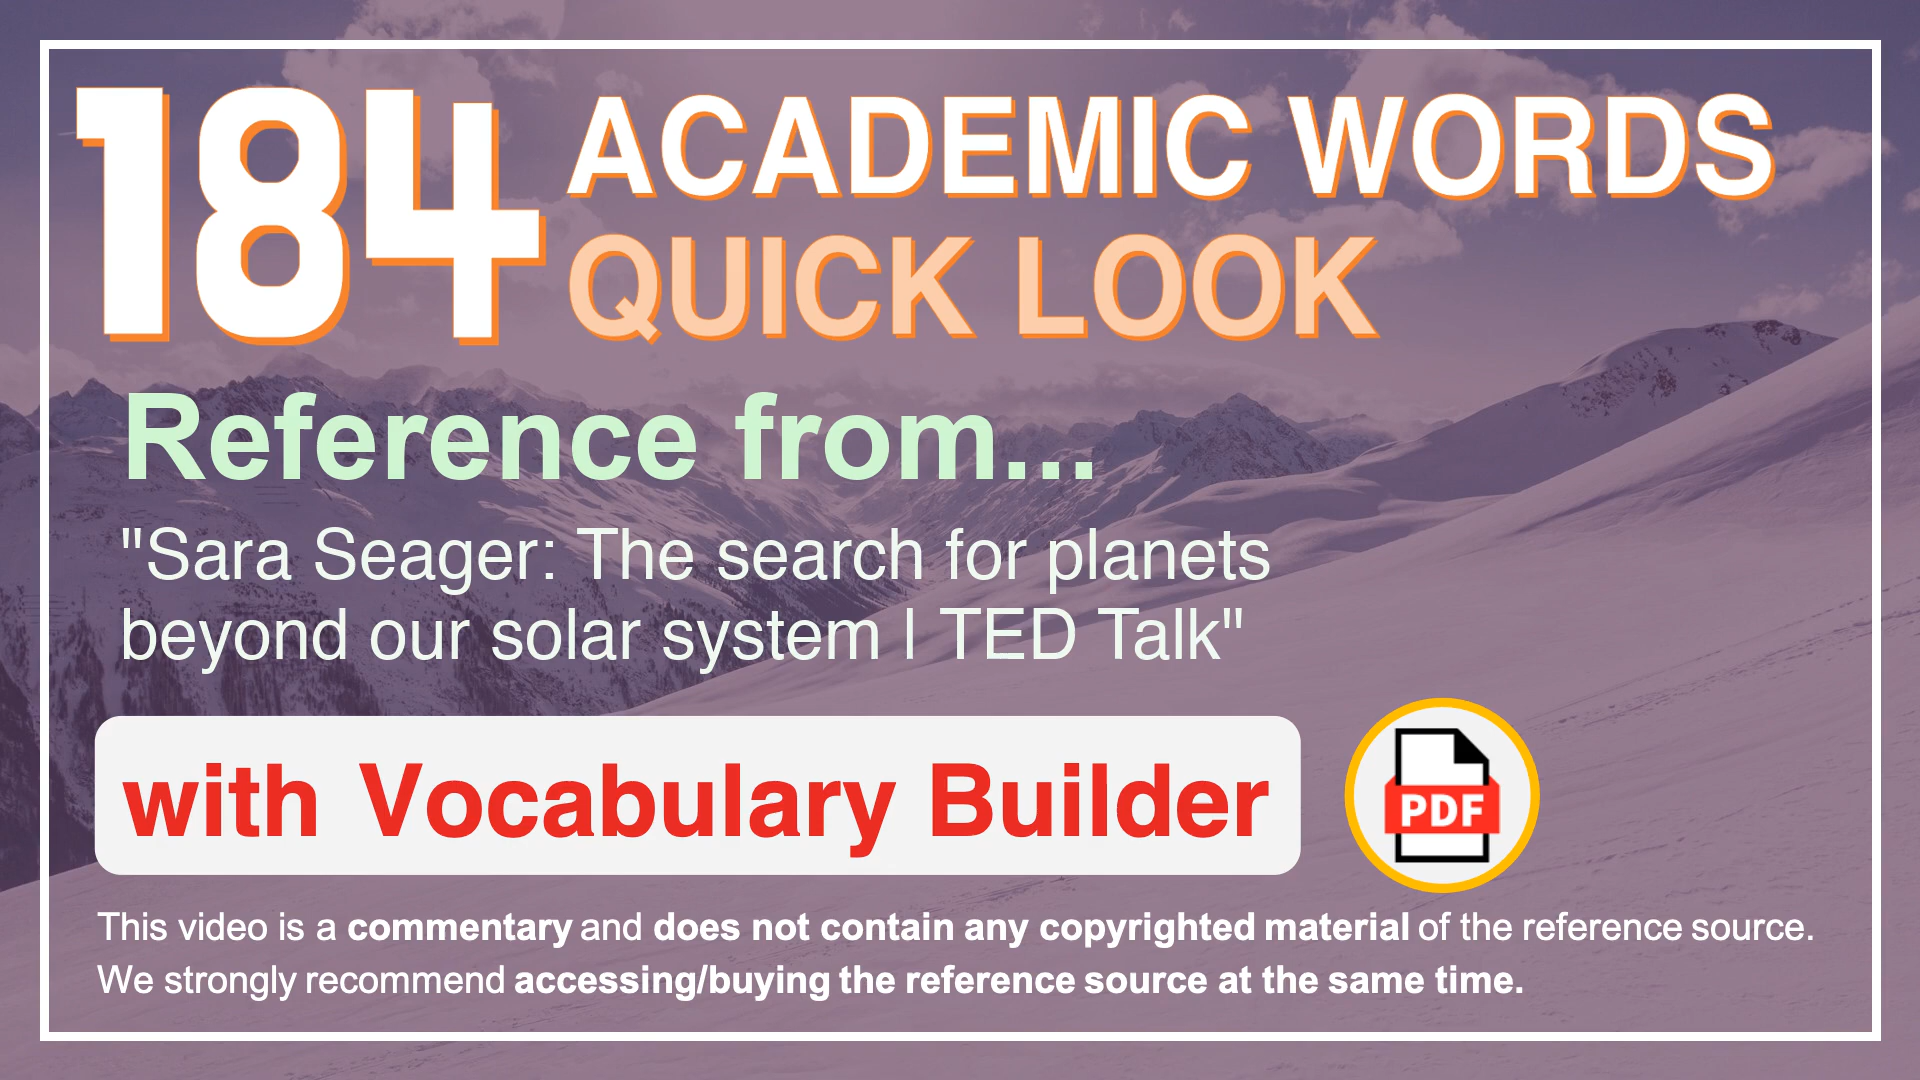 184 ACADEMIC WORDS
QUICK LOOK
Reference from...
"Sara Seager: The search for planets
beyond our solar system | TED Talk"
with Vocabulary Builder
PDF
This video is a commentary and does not contain any copyrighted material of the reference source.
We strongly recommend accessing/buying the reference source at the same time.